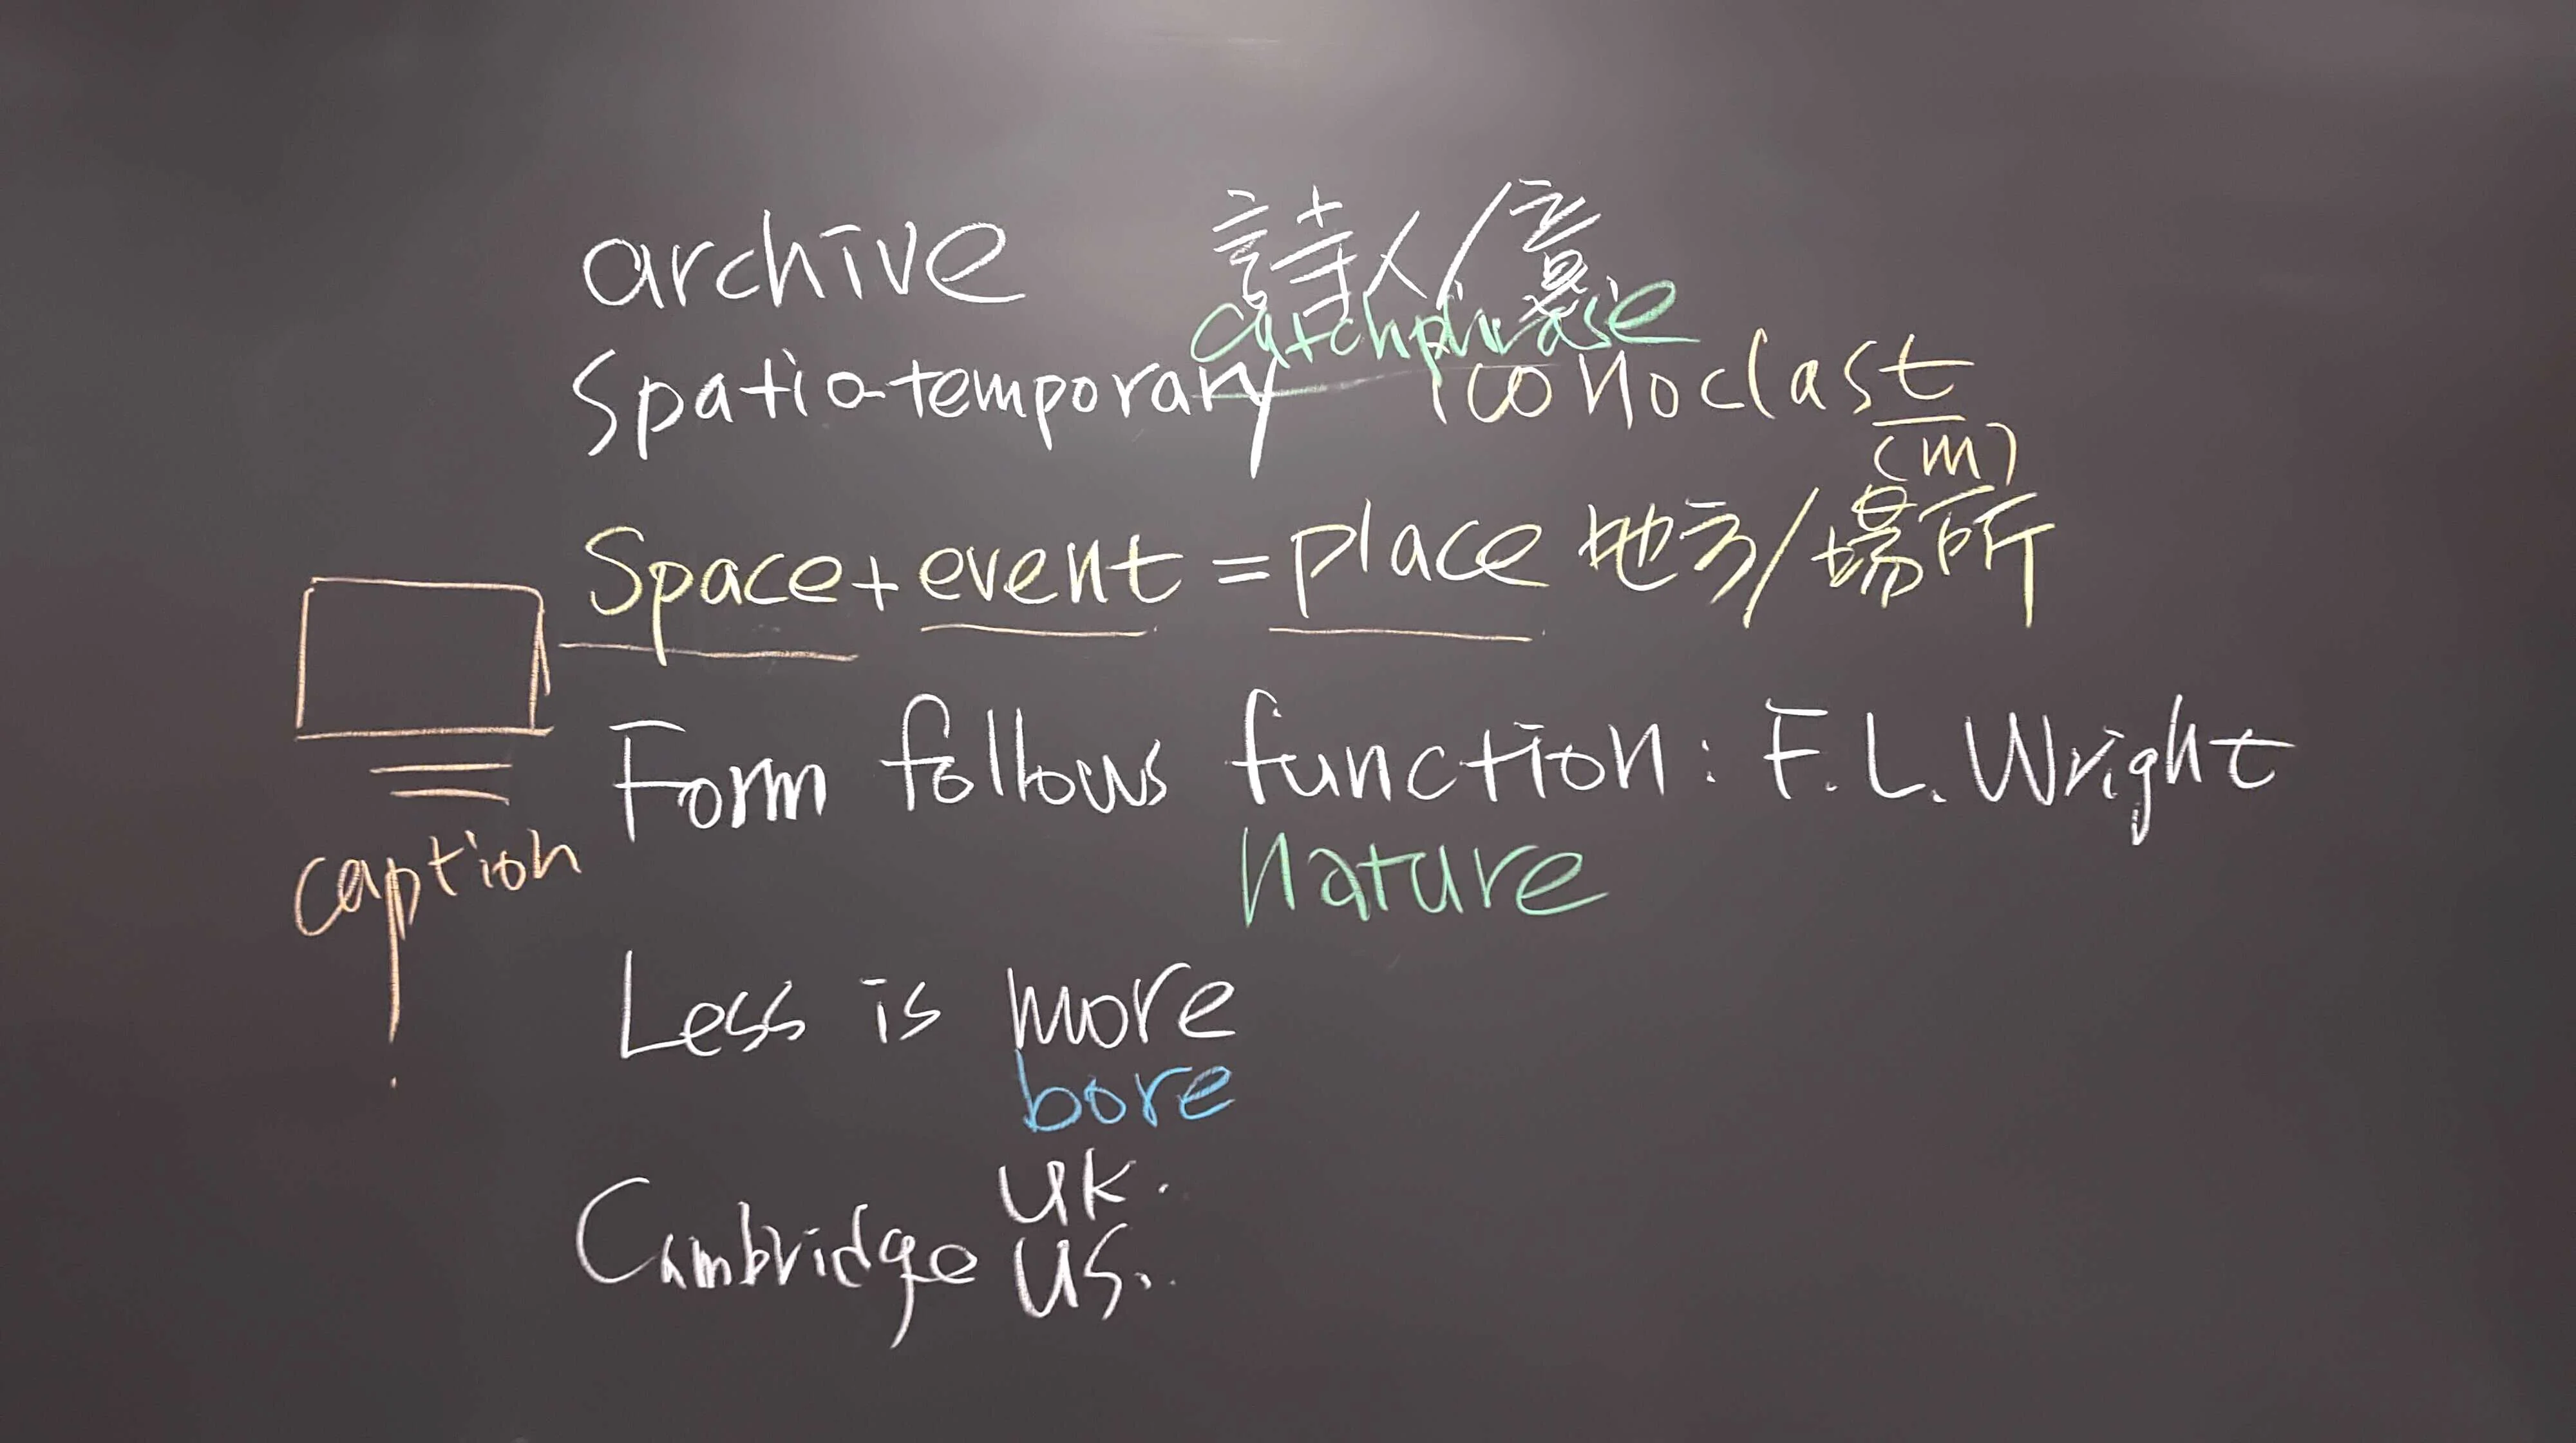 archive 詩人/意
catchphrase
Spatio-temporary iconoclast
(m)
Space + event = place 地方/場所
Form follows function : F. L. Wright
nature
caption
Less is more
bore
UK.
Cambridge US.